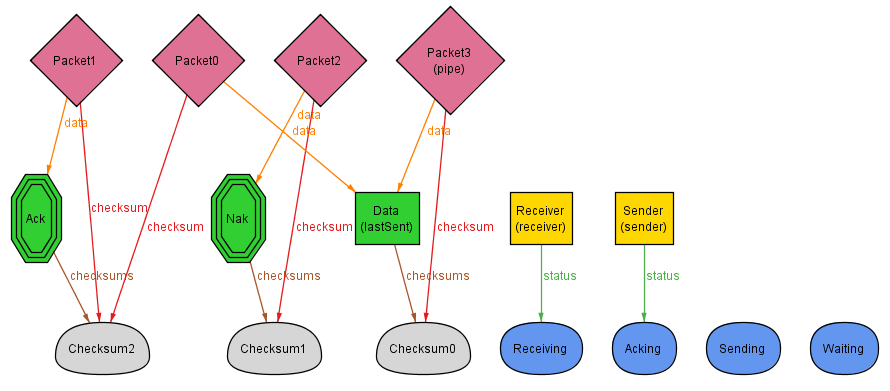 Packet1
Packet0
Packet2
Packet3
(pipe)
data
data
data
data
Ack
checksum
checksum
Nak
checksum
Data
(lastSent)
checksum
Receiver
(receiver)
Sender
(sender)
checksums
checksums
checksums
status
status
Checksum2
Checksum1
Checksum0
Receiving
Acking
Sending
Waiting